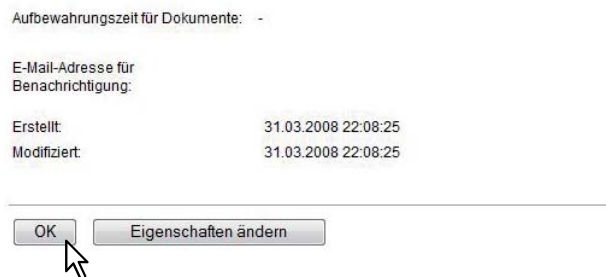 Aufbewahrungszeit für Dokumente: -
E-Mail-Adresse für
Benachrichtigung:
Erstellt: 31.03.2008 22:08:25
Modifiziert: 31.03.2008 22:08:25
OK Eigenschaften ändern